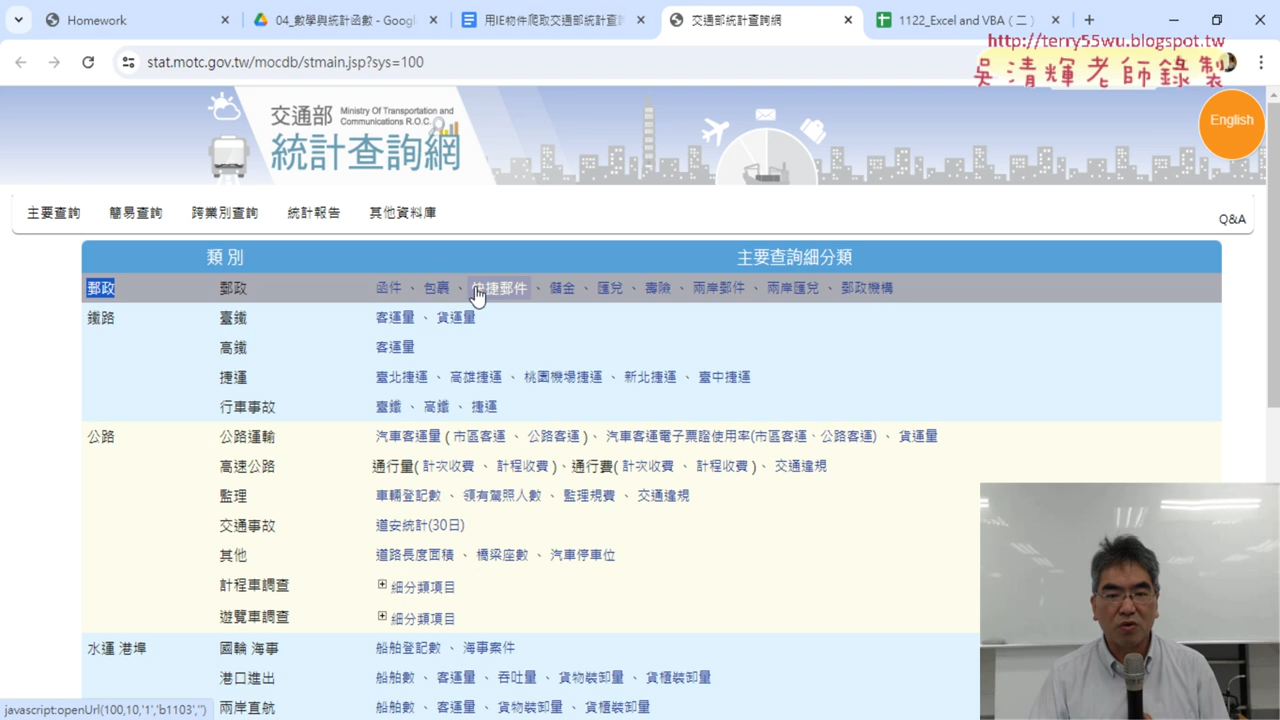 Homework
04_數學與統計函數 - Googl
用IE物件爬取交通部統計查詢
交通部統計查詢網
1122_Excel and VBA ( 二 )
http://terry55wu.blogspot.tw
stat.motc.gov.tw/mocdb/stmain.jsp?sys=100
吳清輝老師錄製
交通部 Ministry Of Transportation and Communications R.O.C.
統計查詢網
English
主要查詢 簡易查詢 跨業別查詢 統計報告 其他資料庫
Q&A
類 別 主要查詢細分類
郵政 郵政 函件 、 包裹 、 快捷郵件 、 儲金 、 匯兌 、 壽險 、 兩岸郵件 、 兩岸匯兌 、 郵政機構
鐵路 臺鐵 客運量 、 貨運量
高鐵 客運量
捷運 臺北捷運 、 高雄捷運 、 桃園機場捷運 、 新北捷運 、 臺中捷運
行車事故 臺鐵 、 高鐵 、 捷運
公路 公路運輸 汽車客運量 ( 市區客運 、 公路客運 )、 汽車客運電子票證使用率(市區客運、公路客運) 、 貨運量
高速公路 通行量( 計次收費 、 計程收費 )、通行費( 計次收費 、 計程收費 )、 交通違規
監理 車輛登記數 、 領有駕照人數 、 監理規費 、 交通違規
交通事故 道安統計(30日)
其他 道路長度面積 、 橋梁座數 、 汽車停車位
計程車調查 細分類項目
遊覽車調查 細分類項目
水運 港埠 國輪 海事 船舶登記數 、 海事案件
港口進出 船舶數 、 客運量 、 吞吐量 、 貨物裝卸量 、 貨櫃裝卸量
兩岸直航 船舶數 、 客運量 、 貨物裝卸量 、 貨櫃裝卸量
javascript:openUrl(100,10,'1','b1103','')